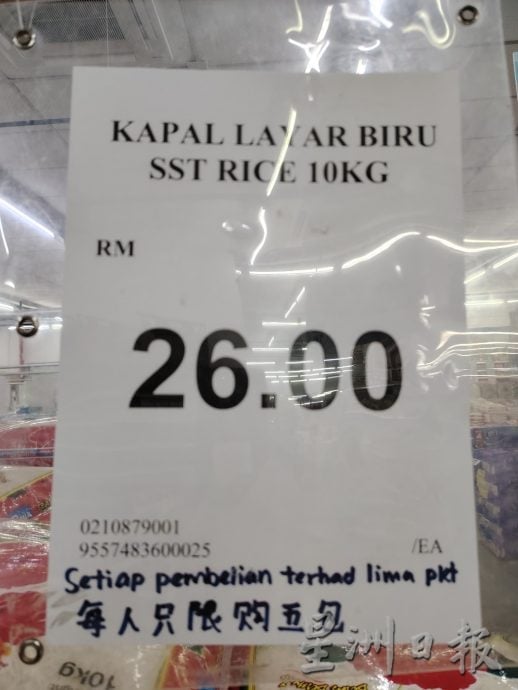 KAPAL LAYAR BIRU
SST RICE 10KG
RM
26.00
0210879001
9557483600025
/EA
Setiap pembelian terhad lima pkt
每人只限购五包
星洲日報
10kg